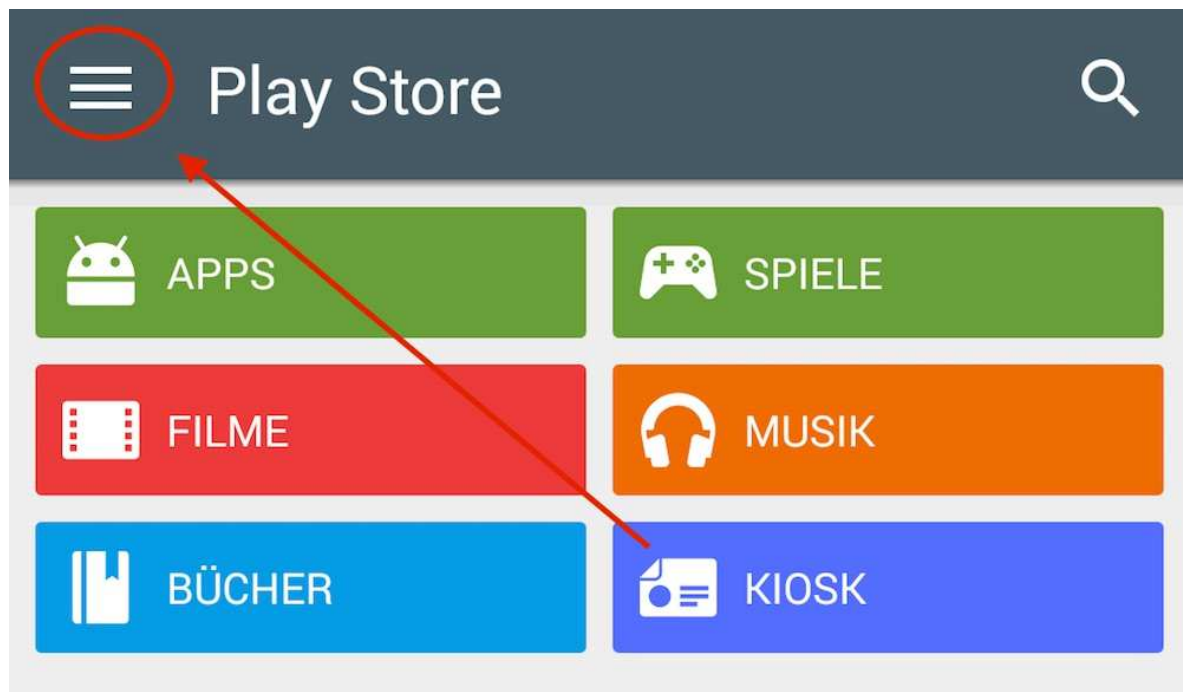 Play Store
APPS
SPIELE
FILME
MUSIK
BÜCHER
KIOSK